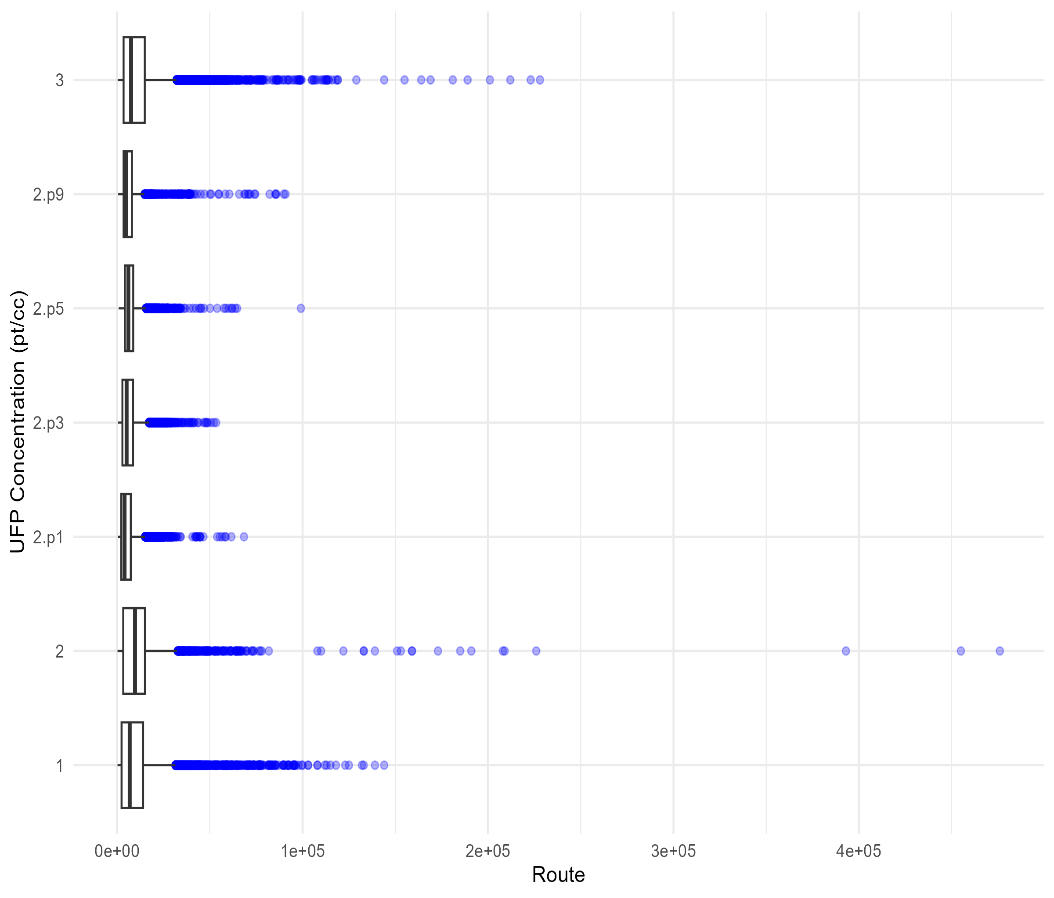 UFP Concentration (pt/cc)
3
2.p9
2.p5
2.p3
2.p1
2
1
0e+00 1e+05 2e+05 3e+05 4e+05
Route